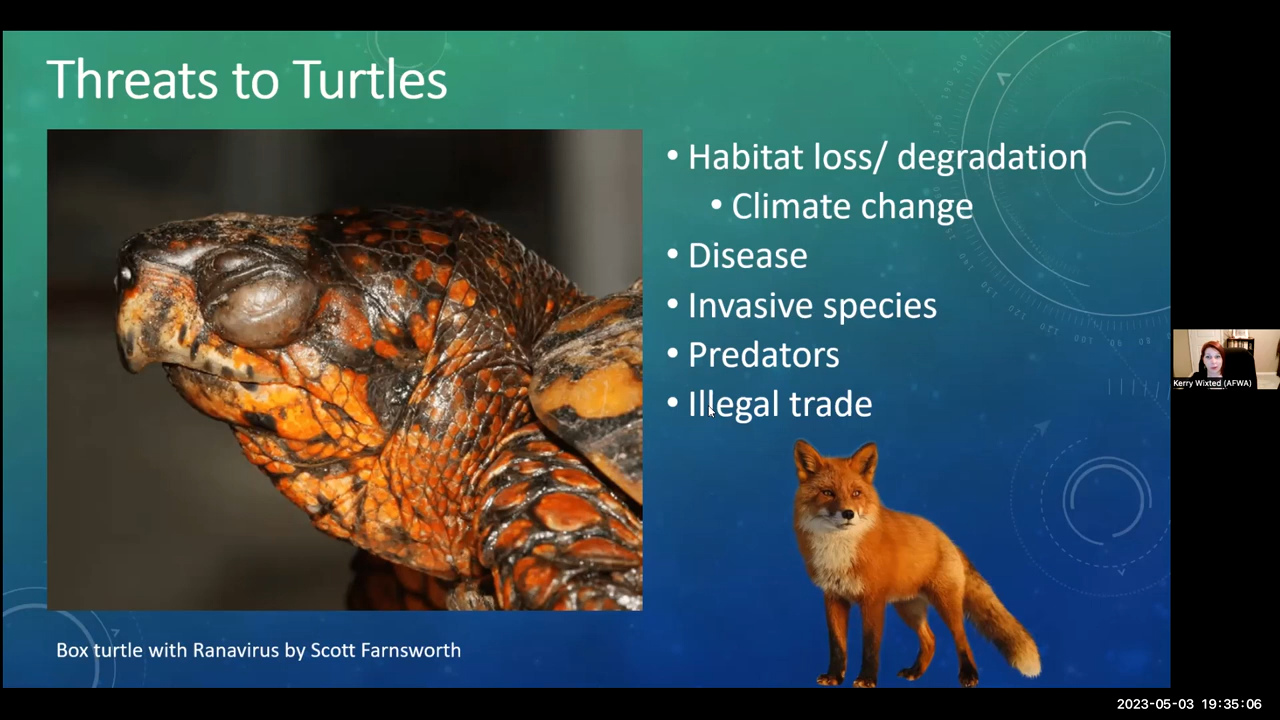 Threats to Turtles
• Habitat loss/ degradation
• Climate change
• Disease
• Invasive species
• Predators
• Illegal trade
Box turtle with Ranavirus by Scott Farnsworth
Kerry Wixted (AFWA)
2023-05-03 19:35:06